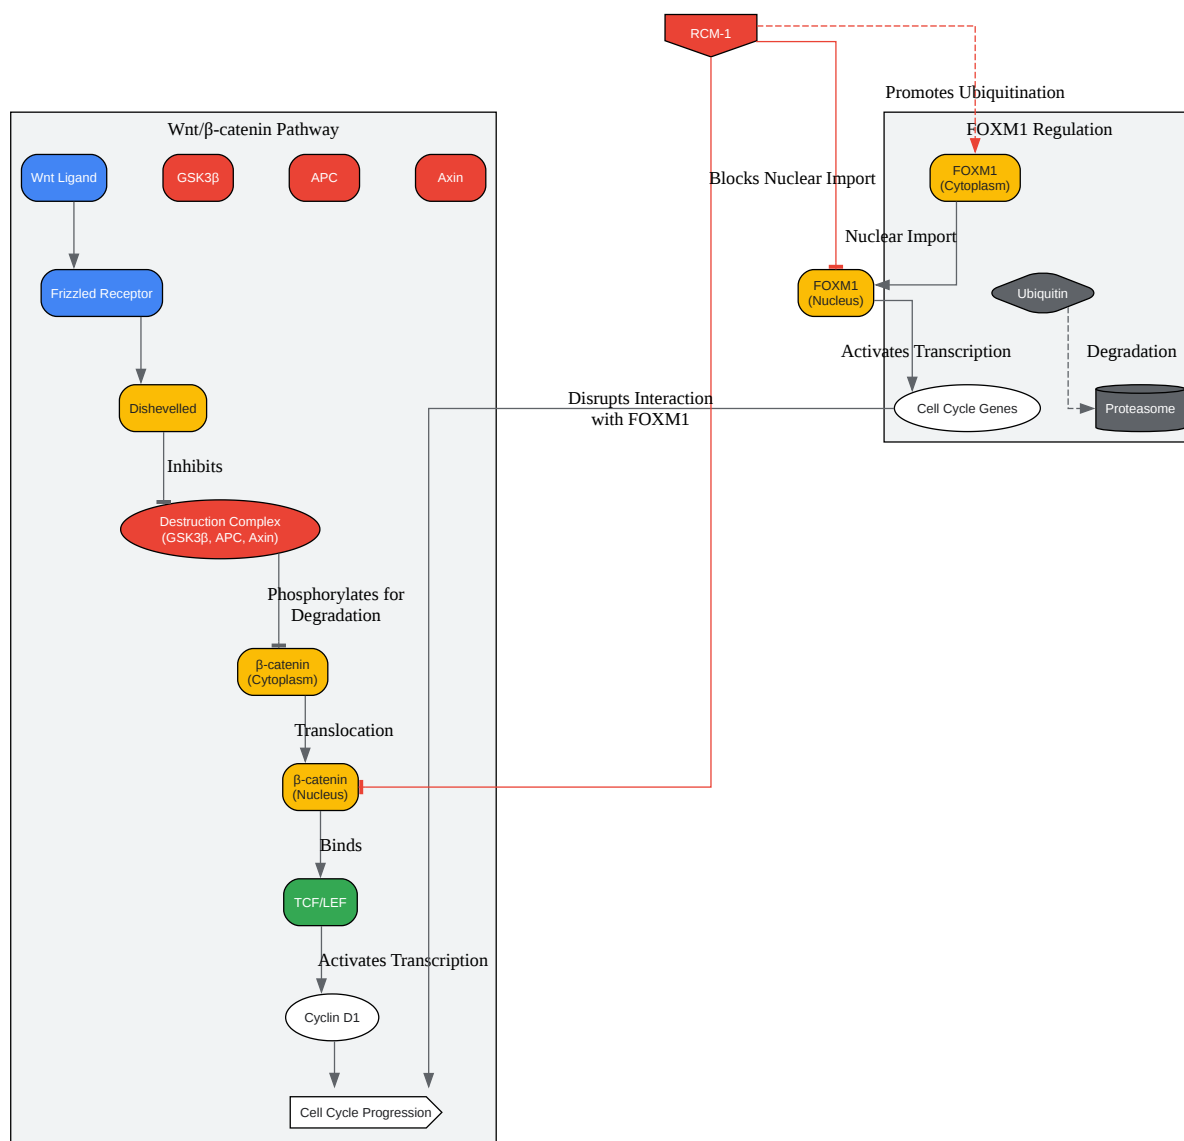 RCM-1
Promotes Ubiquitination
Wnt/β-catenin Pathway
FOXM1 Regulation
Wnt Ligand
GSK3β
APC
Axin
Blocks Nuclear Import
FOXM1
(Cytoplasm)
Nuclear Import
Frizzled Receptor
FOXM1
(Nucleus)
Ubiquitin
Activates Transcription
Degradation
Dishevelled
Disrupts Interaction
with FOXM1
Cell Cycle Genes
Proteasome
Inhibits
Destruction Complex
(GSK3β, APC, Axin)
Phosphorylates for
Degradation
β-catenin
(Cytoplasm)
Translocation
β-catenin
(Nucleus)
Binds
TCF/LEF
Activates Transcription
Cyclin D1
Cell Cycle Progression